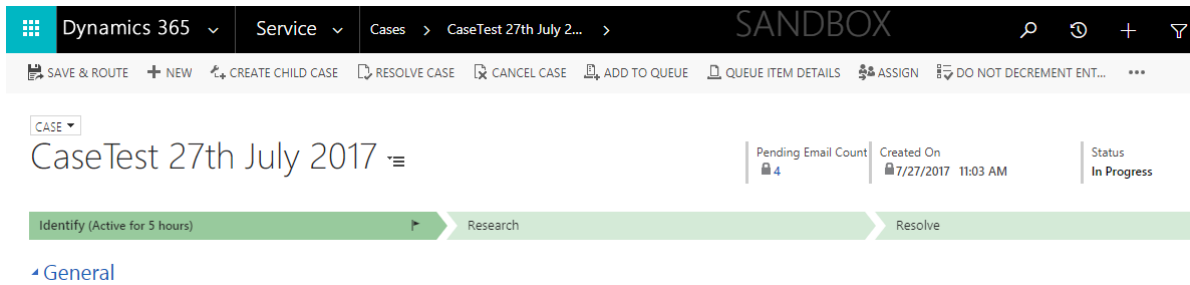 Dynamics 365 Service Cases > CaseTest 27th July 2... > SANDBOX
SAVE & ROUTE NEW CREATE CHILD CASE RESOLVE CASE CANCEL CASE ADD TO QUEUE QUEUE ITEM DETAILS ASSIGN DO NOT DECREMENT ENT... •••
CASE
CaseTest 27th July 2017
Pending Email Count Created On Status
4 7/27/2017 11:03 AM In Progress
Identify (Active for 5 hours) Research Resolve
General